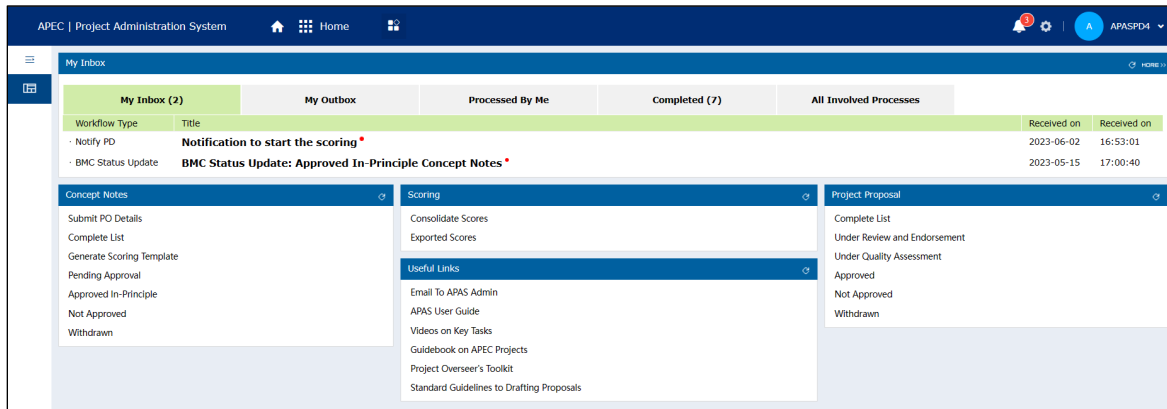 APEC | Project Administration System Home 3 A APASPD4
My Inbox HORE >>
My Inbox (2) My Outbox Processed By Me Completed (7) All Involved Processes
Workflow Type Title Received on Received on
· Notify PD Notification to start the scoring 2023-06-02 16:53:01
· BMC Status Update BMC Status Update: Approved In-Principle Concept Notes 2023-05-15 17:00:40
Concept Notes
Submit PO Details
Complete List
Generate Scoring Template
Pending Approval
Approved In-Principle
Not Approved
Withdrawn
Scoring
Consolidate Scores
Exported Scores
Useful Links
Email To APAS Admin
APAS User Guide
Videos on Key Tasks
Guidebook on APEC Projects
Project Overseer's Toolkit
Standard Guidelines to Drafting Proposals
Project Proposal
Complete List
Under Review and Endorsement
Under Quality Assessment
Approved
Not Approved
Withdrawn